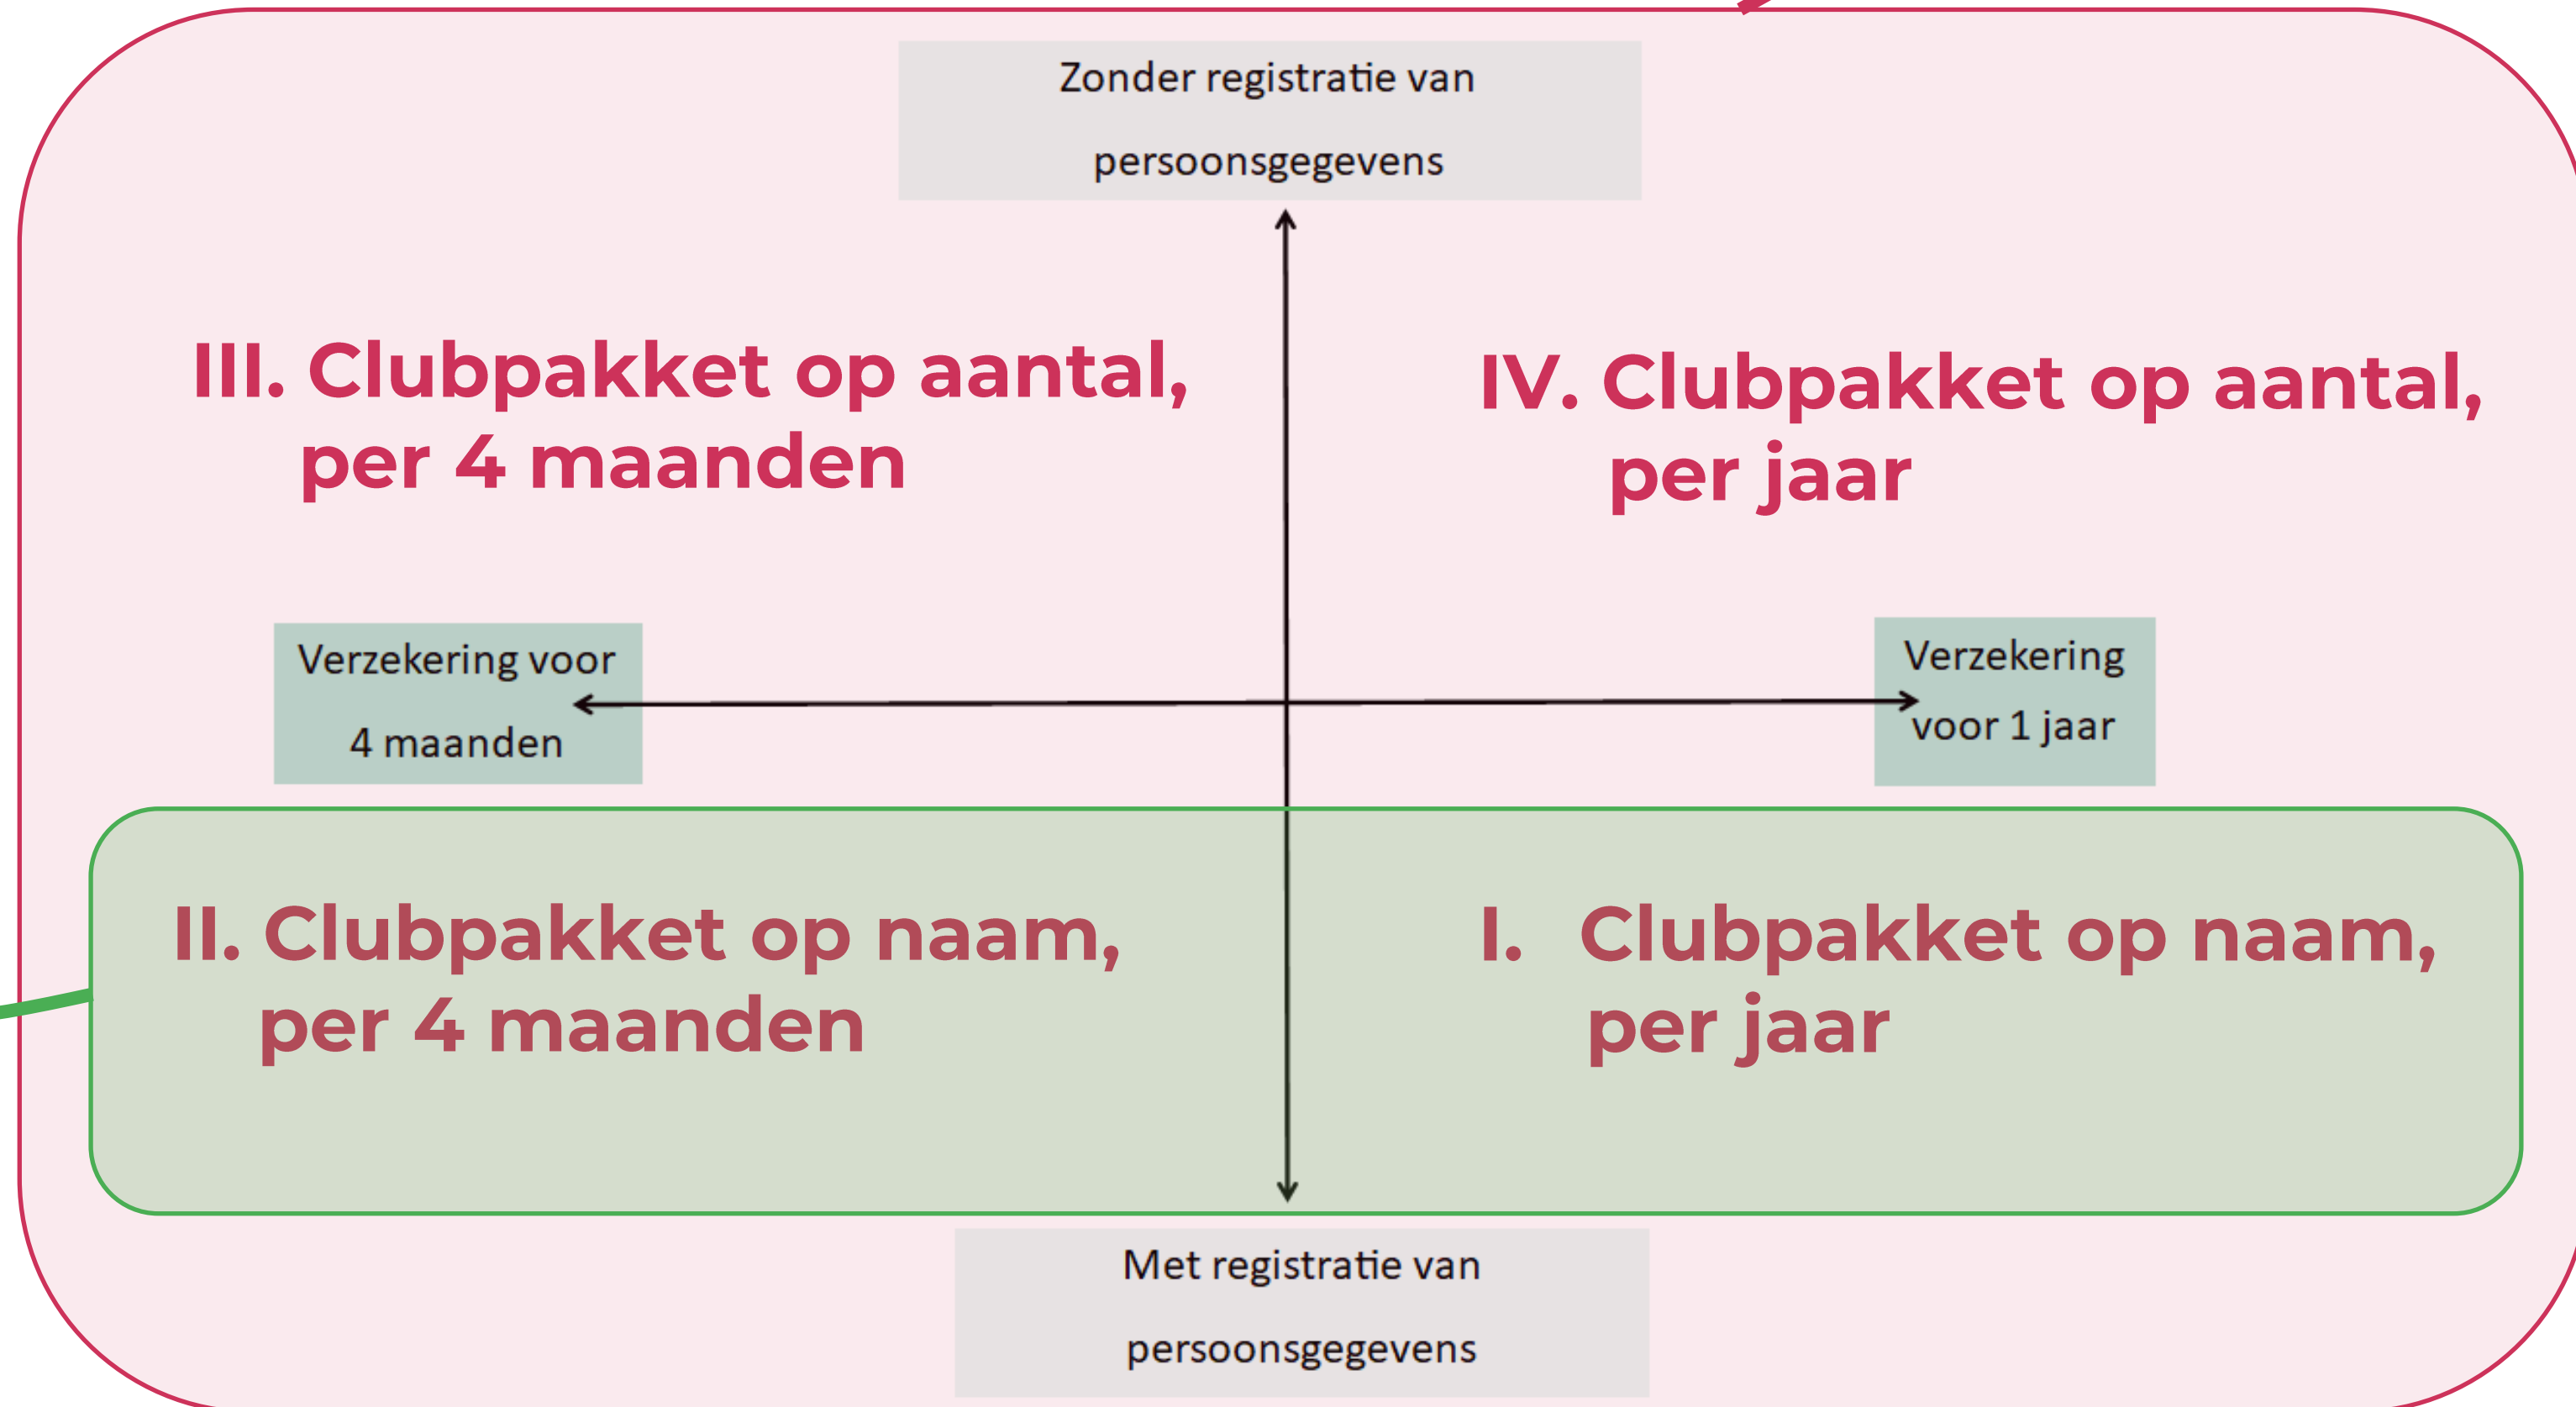 Zonder registratie van
persoonsgegevens
III. Clubpakket op aantal,
per 4 maanden
IV. Clubpakket op aantal,
per jaar
Verzekering voor
4 maanden
Verzekering
voor 1 jaar
II. Clubpakket op naam,
per 4 maanden
I. Clubpakket op naam,
per jaar
Met registratie van
persoonsgegevens